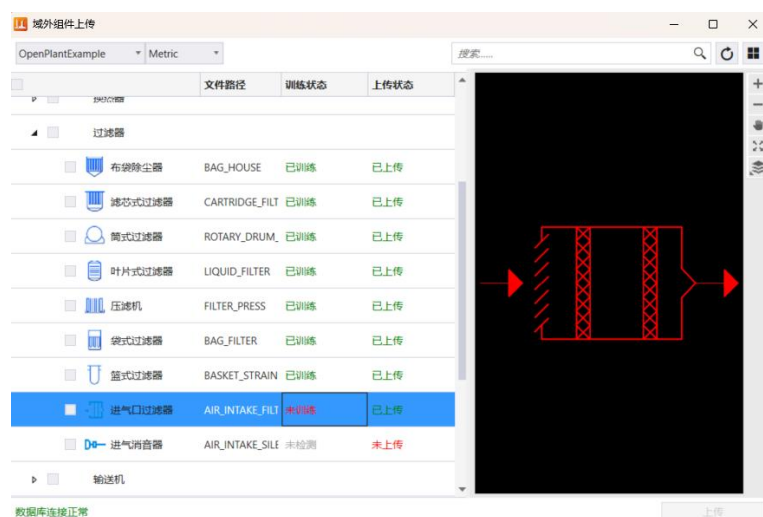 域外组件上传
OpenPlantExample Metric 搜索.....
文件路径 训练状态 上传状态
换热器
过滤器
布袋除尘器 BAG_HOUSE 已训练 已上传
滤芯式过滤器 CARTRIDGE_FILT 已训练 已上传
筒式过滤器 ROTARY_DRUM_ 已训练 已上传
叶片式过滤器 LIQUID_FILTER 已训练 已上传
压滤机 FILTER_PRESS 已训练 已上传
袋式过滤器 BAG_FILTER 已训练 已上传
篮式过滤器 BASKET_STRAIN 已训练 已上传
进气口过滤器 AIR_INTAKE_FILT 未训练 已上传
进气消音器 AIR_INTAKE_SILE 未检测 未上传
输送机
数据库连接正常 上传